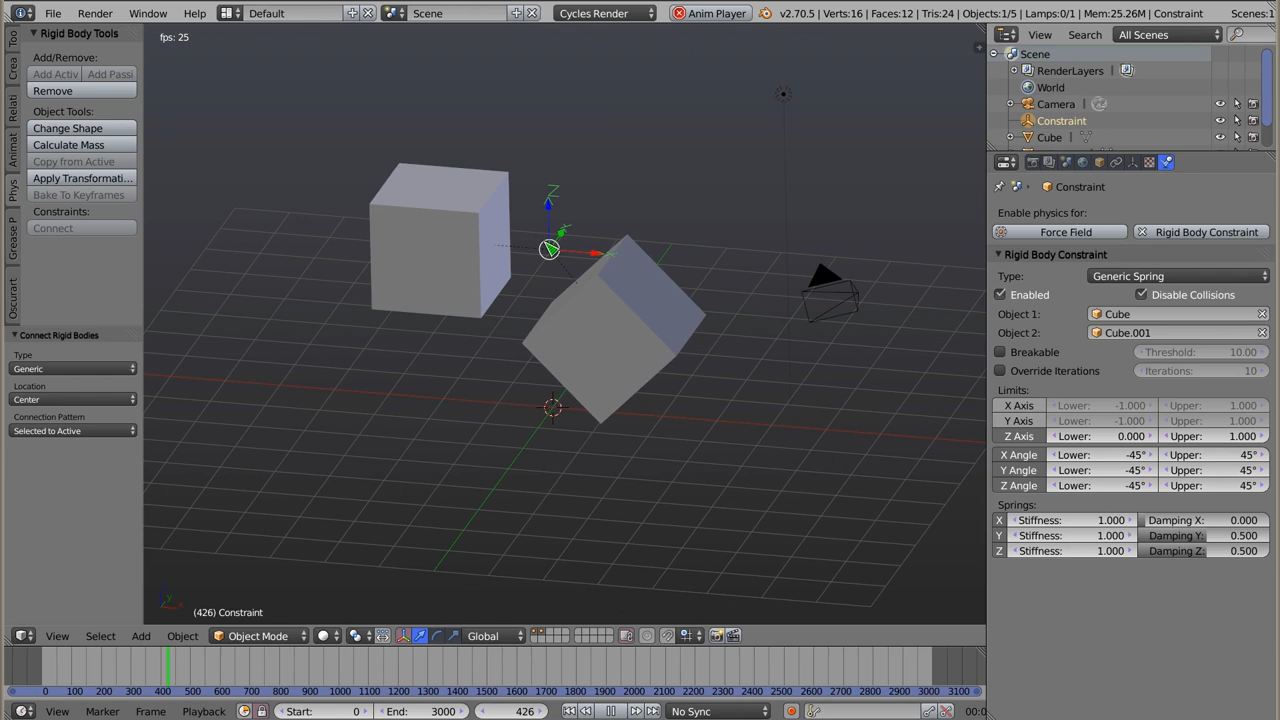 File Render Window Help Default Scene Cycles Render Anim Player v2.70.5 | Verts:16 | Faces:12 | Tris:24 | Objects:1/5 | Lamps:0/1 | Mem:25.26M | Constraint Scenes:1
fps: 25
Rigid Body Tools
Add/Remove:
Add Activ Add Passi
Remove
Object Tools:
Change Shape
Calculate Mass
Copy from Active
Apply Transformati...
Bake To Keyframes
Constraints:
Connect
Too
Crea
Relati
Animat
Phys
Grease P
Oscurart
Connect Rigid Bodies
Type
Generic
Location
Center
Connection Pattern
Selected to Active
Z
y
x
(426) Constraint
View Select Add Object Object Mode Global
0 100 200 300 400 500 600 700 800 900 1000 1100 1200 1300 1400 1500 1600 1700 1800 1900 2000 2100 2200 2300 2400 2500 2600 2700 2800 2900 3000 3100
View Marker Frame Playback Start: 0 End: 3000 426 No Sync 00:0
View Search All Scenes
Scene
RenderLayers |
World
Camera |
Constraint
Cube |
Constraint
Enable physics for:
Force Field Rigid Body Constraint
Rigid Body Constraint
Type: Generic Spring
Enabled Disable Collisions
Object 1: Cube
Object 2: Cube.001
Breakable Threshold: 10.00
Override Iterations Iterations: 10
Limits:
X Axis Lower: -1.000 Upper: 1.000
Y Axis Lower: -1.000 Upper: 1.000
Z Axis Lower: 0.000 Upper: 1.000
X Angle Lower: -45° Upper: 45°
Y Angle Lower: -45° Upper: 45°
Z Angle Lower: -45° Upper: 45°
Springs:
X Stiffness: 1.000 Damping X: 0.000
Y Stiffness: 1.000 Damping Y: 0.500
Z Stiffness: 1.000 Damping Z: 0.500